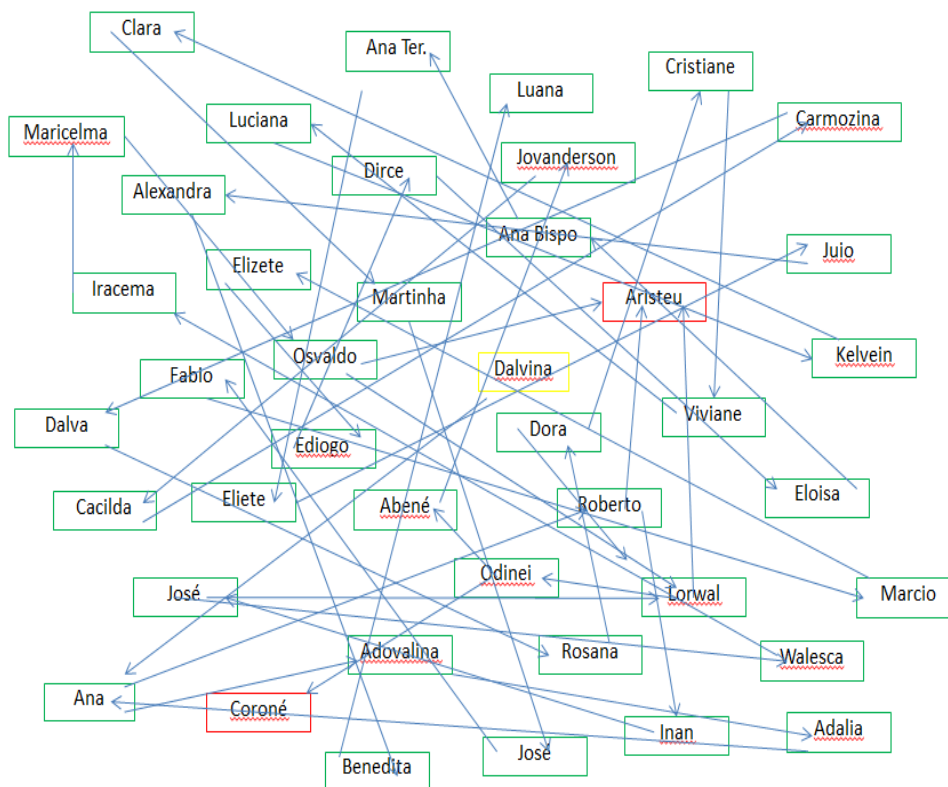 Clara
Ana Ter.
Cristiane
Luana
Maricelma
Luciana
Carmozina
Dirce
Jovanderson
Alexandra
Ana Bispo
Juio
Elizete
Iracema
Martinha
Aristeu
Osvaldo
Kelvein
Fabio
Dalvina
Dalva
Viviane
Ediogo
Dora
Cacilda
Eliete
Abené
Roberto
Eloisa
Odinei
José
Lorwal
Marcio
Adovalina
Rosana
Walesca
Ana
Coroné
Inan
Adalia
José
Benedita